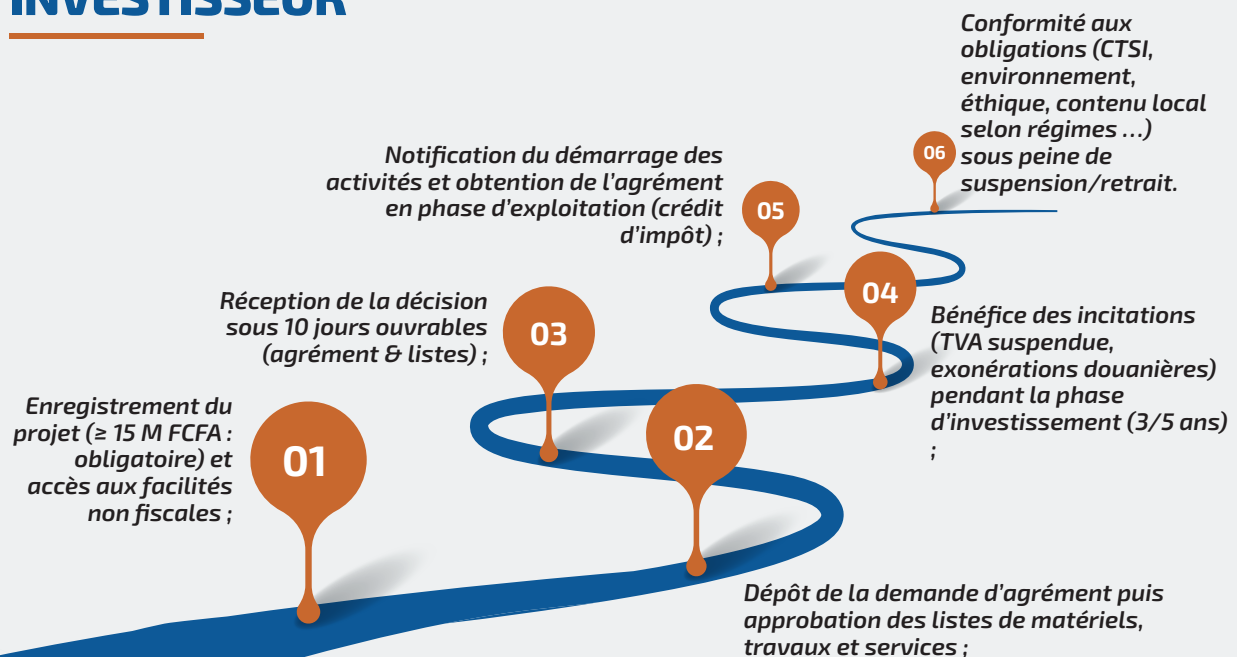 INVESTISSEUR
01
Enregistrement du
projet (≥ 15 M FCFA :
obligatoire) et
accès aux facilités
non fiscales ;
02
Dépôt de la demande d’agrément puis
approbation des listes de matériels,
travaux et services ;
03
Réception de la décision
sous 10 jours ouvrables
(agrément & listes) ;
04
Bénéfice des incitations
(TVA suspendue,
exonérations douanières)
pendant la phase
d’investissement (3/5 ans)
;
05
Notification du démarrage des
activités et obtention de l’agrément
en phase d’exploitation (crédit
d’impôt) ;
06
Conformité aux
obligations (CTSI,
environnement,
éthique, contenu local
selon régimes …)
sous peine de
suspension/retrait.